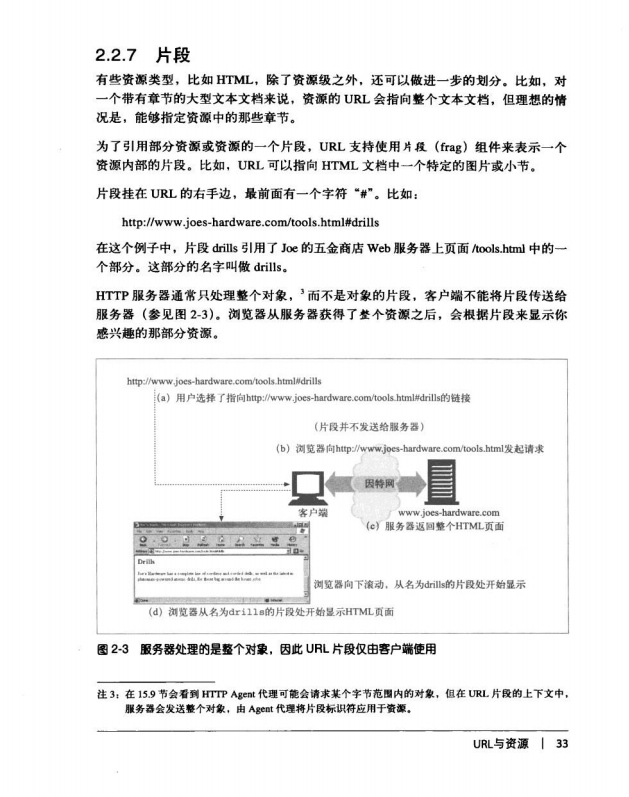 2.2.7 片段
有些资源类型，比如 HTML，除了资源级之外，还可以做进一步的划分。比如，对
一个带有章节的大型文本文档来说，资源的 URL 会指向整个文本文档，但理想的情
况是，能够指定资源中的那些章节。
为了引用部分资源或资源的一个片段，URL 支持使用片段（frag）组件来表示一个
资源内部的片段。比如，URL 可以指向 HTML 文档中一个特定的图片或小节。
片段挂在 URL 的右手边，最前面有一个字符“#”。比如：
http://www.joes-hardware.com/tools.html#drills
在这个例子中，片段 drills 引用了 Joe 的五金商店 Web 服务器上页面 /tools.html 中的一
个部分。这部分的名字叫做 drills。
HTTP 服务器通常只处理整个对象，3 而不是对象的片段，客户端不能将片段传送给
服务器（参见图 2-3）。浏览器从服务器获得了整个资源之后，会根据片段来显示你
感兴趣的那部分资源。
http://www.joes-hardware.com/tools.html#drills
(a) 用户选择了指向http://www.joes-hardware.com/tools.html#drills的链接
（片段并不发送给服务器）
(b) 浏览器向http://www.joes-hardware.com/tools.html发起请求
因特网
客户端
www.joes-hardware.com
(c) 服务器返回整个HTML页面
Drills
浏览器向下滚动，从名为drills的片段处开始显示
(d) 浏览器从名为drills的片段处开始显示HTML页面
图 2-3 服务器处理的是整个对象，因此 URL 片段仅由客户端使用
注 3：在 15.9 节会看到 HTTP Agent 代理可能会请求某个字节范围内的对象，但在 URL 片段的上下文中，
服务器会发送整个对象，由 Agent 代理将片段标识符应用于资源。
URL与资源 | 33